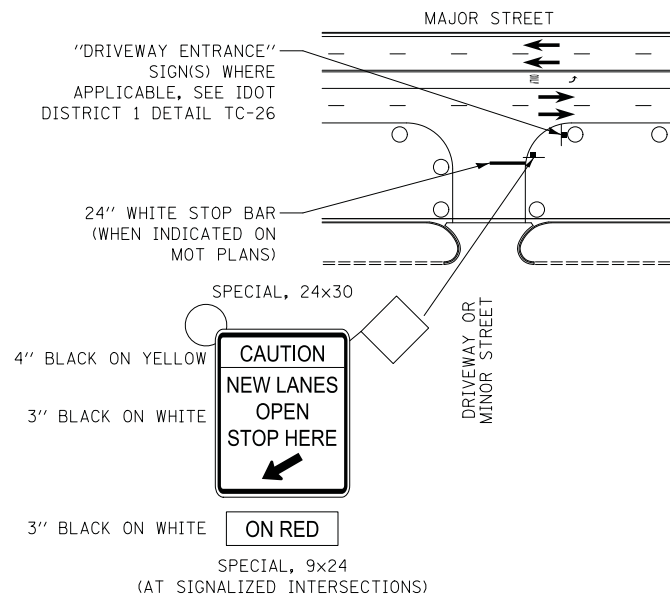 MAJOR STREET
"DRIVEWAY ENTRANCE"
SIGN(S) WHERE
APPLICABLE, SEE IDOT
DISTRICT 1 DETAIL TC-26
24" WHITE STOP BAR
(WHEN INDICATED ON
MOT PLANS)
DRIVEWAY OR
MINOR STREET
SPECIAL, 24x30
4" BLACK ON YELLOW
CAUTION
3" BLACK ON WHITE
NEW LANES
OPEN
STOP HERE
3" BLACK ON WHITE
ON RED
SPECIAL, 9x24
(AT SIGNALIZED INTERSECTIONS)